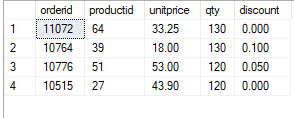 orderid productid unitprice qty discount
1 11072 64 33.25 130 0.000
2 10764 39 18.00 130 0.100
3 10776 51 53.00 120 0.050
4 10515 27 43.90 120 0.000